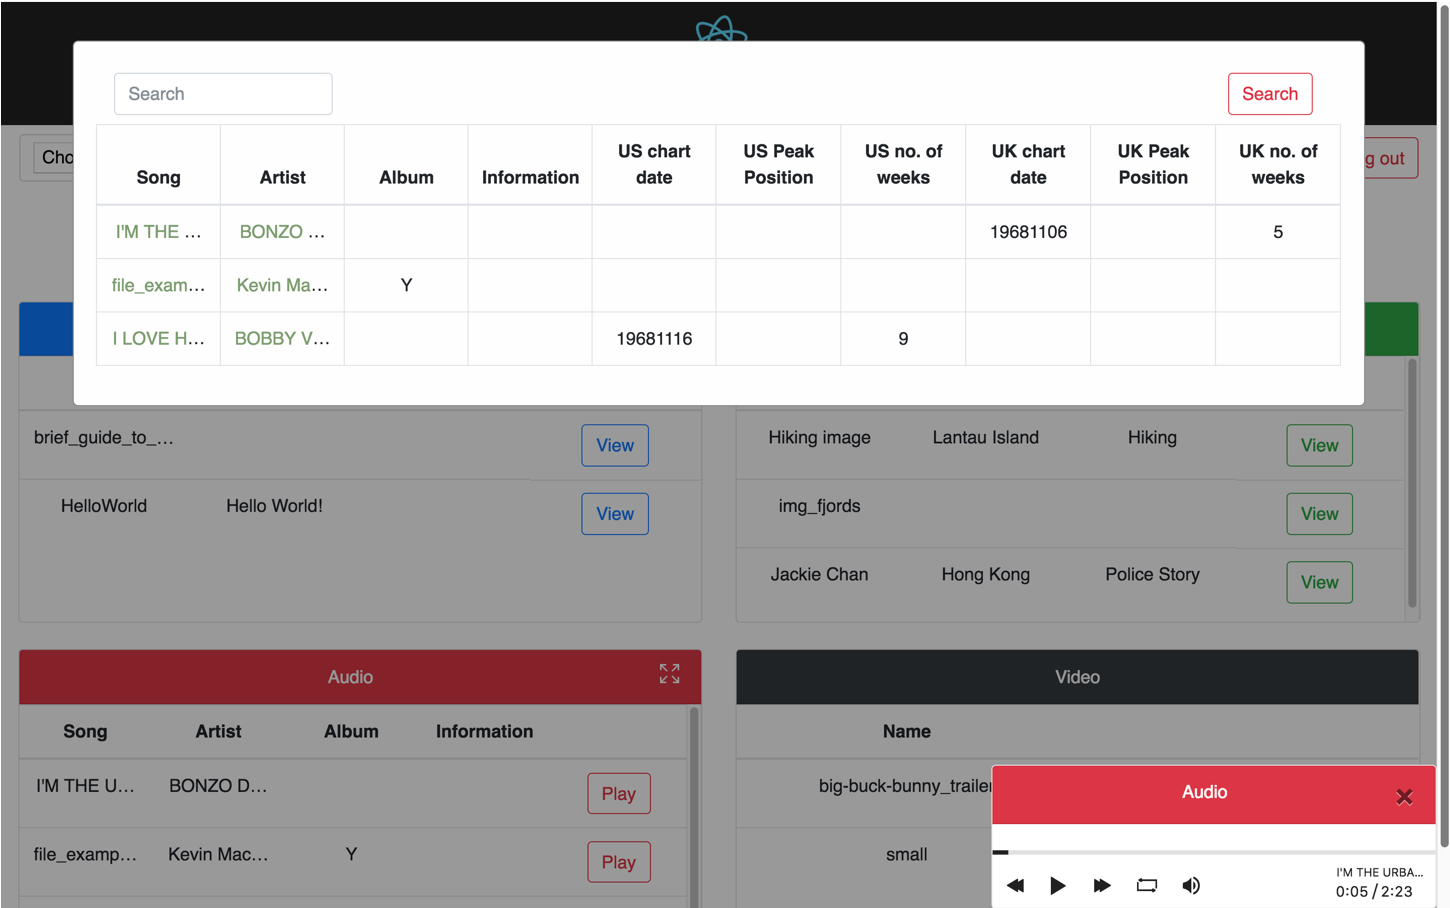 Search
Search
Song Artist Album Information US chart date US Peak Position US no. of weeks UK chart date UK Peak Position UK no. of weeks
I'M THE ... BONZO ... 19681106 5
file_exam... Kevin Ma... Y
I LOVE H... BOBBY V... 19681116 9
Cho
g out
brief_guide_to_... View
HelloWorld Hello World! View
Hiking image Lantau Island Hiking View
img_fjords View
Jackie Chan Hong Kong Police Story View
Audio
Song Artist Album Information
I'M THE U... BONZO D... Play
file_examp... Kevin Mac... Y Play
Video
Name
big-buck-bunny_trailer
small
Audio
I'M THE URBA...
0:05 / 2:23